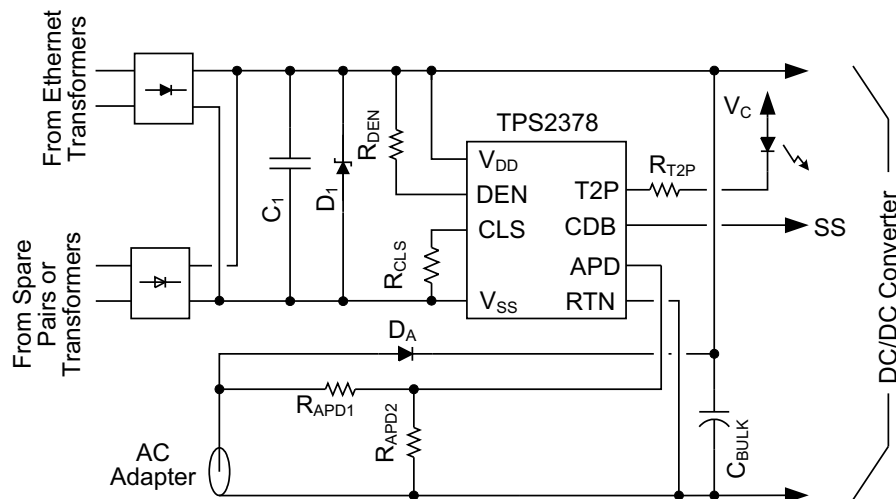 From Ethernet
Transformers
From Spare
Pairs or
Transformers
C1
D1
RDEN
RCLS
TPS2378
VDD
DEN
CLS
VSS
T2P
CDB
APD
RTN
RT2P
VC
SS
DA
RAPD1
RAPD2
CBULK
AC
Adapter
DC/DC Converter